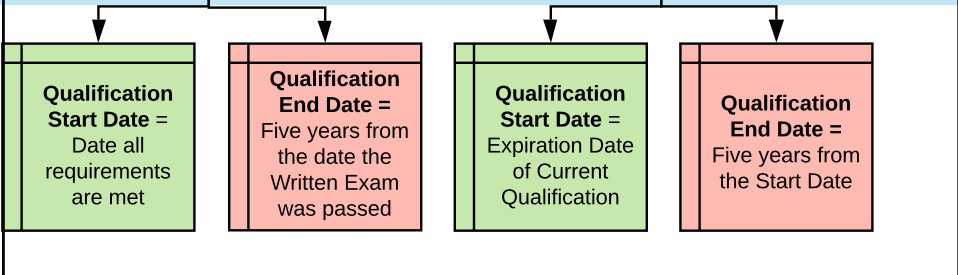 Qualification
Start Date =
Date all
requirements
are met
Qualification
End Date =
Five years from
the date the
Written Exam
was passed
Qualification
Start Date =
Expiration Date
of Current
Qualification
Qualification
End Date =
Five years from
the Start Date